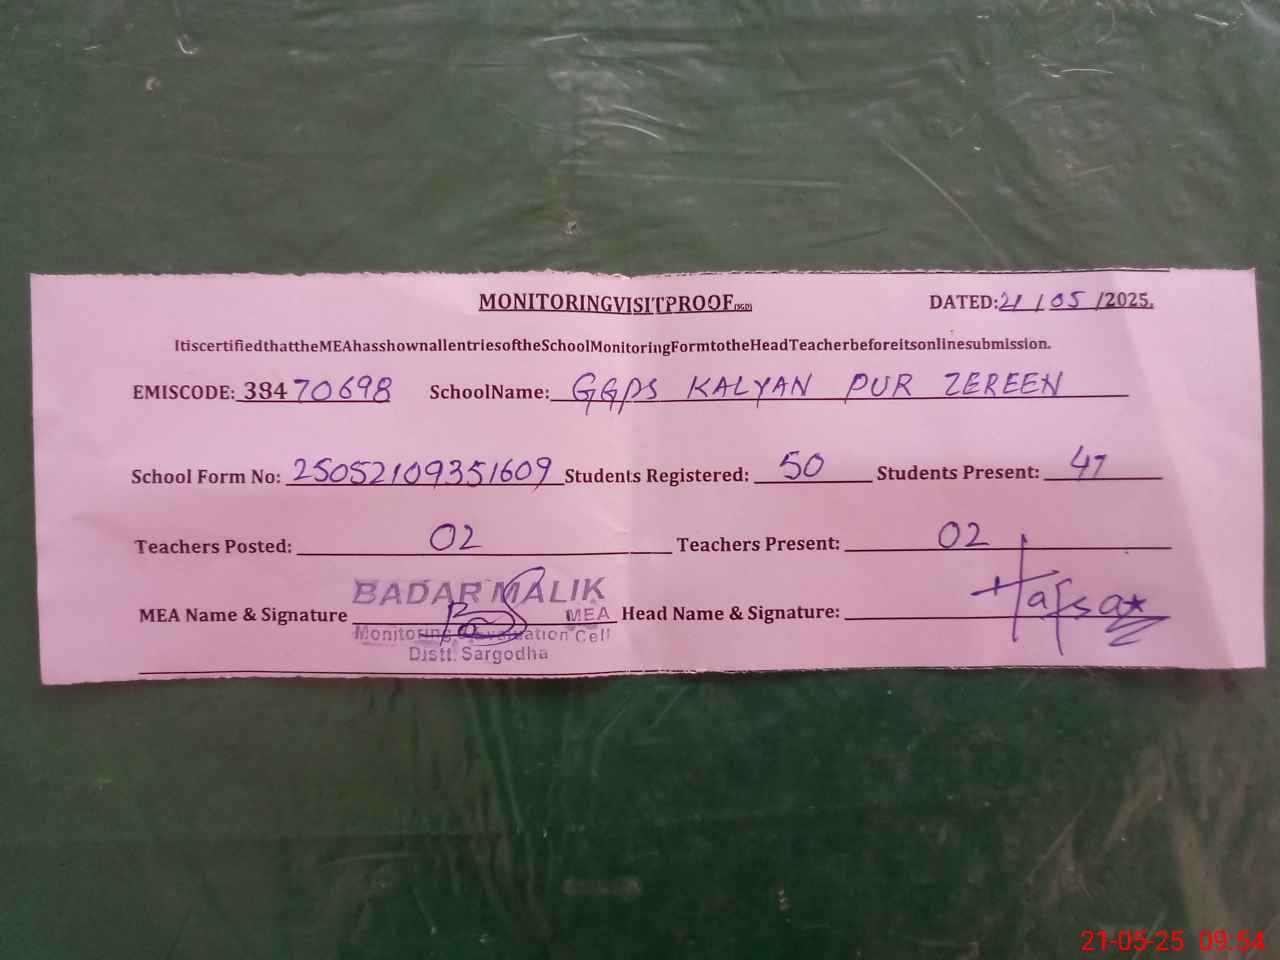 MONITORINGVISITPROOF(SGD) DATED:21/05/2025.
ItiscertifiedthattheMEAhasshownallentriesoftheSchoolMonitoringFormtotheHeadTeacherbeforeitsonlinesubmission.
EMISCODE: 38470698 SchoolName: GGPS KALYAN PUR ZEREEN
School Form No: 25052109351609 Students Registered: 50 Students Present: 47
Teachers Posted: 02 Teachers Present: 02
BADAR MALIK
MEA Name & Signature MEA Head Name & Signature: Hafsa
Monitoring & Evaluation Cell
Distt. Sargodha
21-05-25 09:54